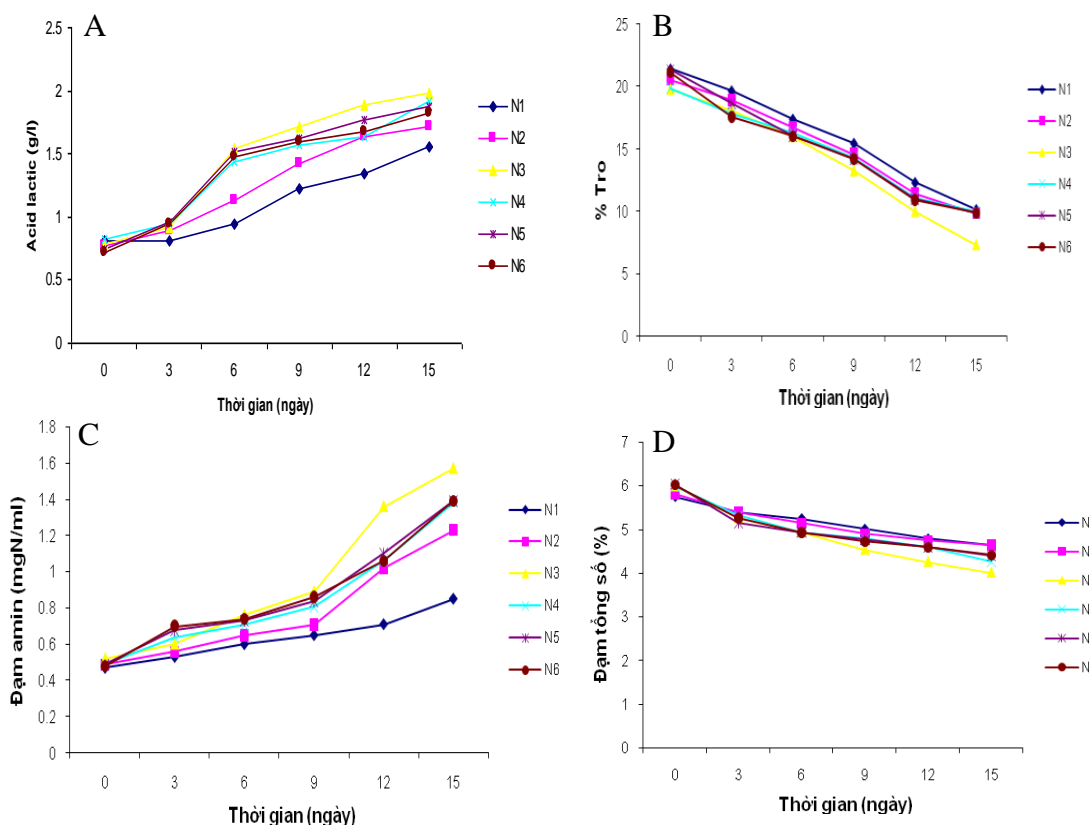 A
Acid lactic (g/l)
2.5
2
1.5
1
0.5
0
0 3 6 9 12 15
Thời gian (ngày)
N1
N2
N3
N4
N5
N6
B
% Tro
25
20
15
10
5
0
0 3 6 9 12 15
Thời gian (ngày)
N1
N2
N3
N4
N5
N6
C
Đạm amin (mgN/ml)
1.8
1.6
1.4
1.2
1
0.8
0.6
0.4
0.2
0
0 3 6 9 12 15
Thời gian (ngày)
N1
N2
N3
N4
N5
N6
D
Đạm tổng số (%)
7
6
5
4
3
2
1
0
0 3 6 9 12 15
Thời gian (ngày)
N
N
N
N
N
N